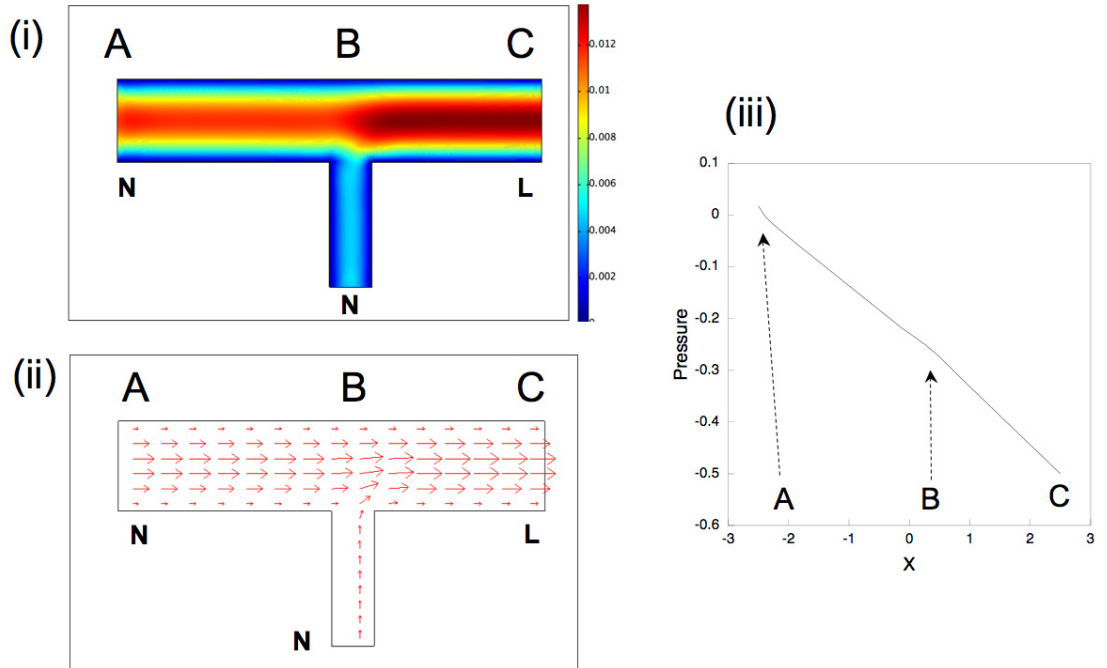 (i)
A B C
0.012
0.01
0.008
0.006
0.004
0.002
N L
N
(ii)
A B C
N L
N
(iii)
0.1
0
-0.1
-0.2
-0.3
-0.4
-0.5
-0.6
Pressure
A B C
-3 -2 -1 0 1 2 3
X